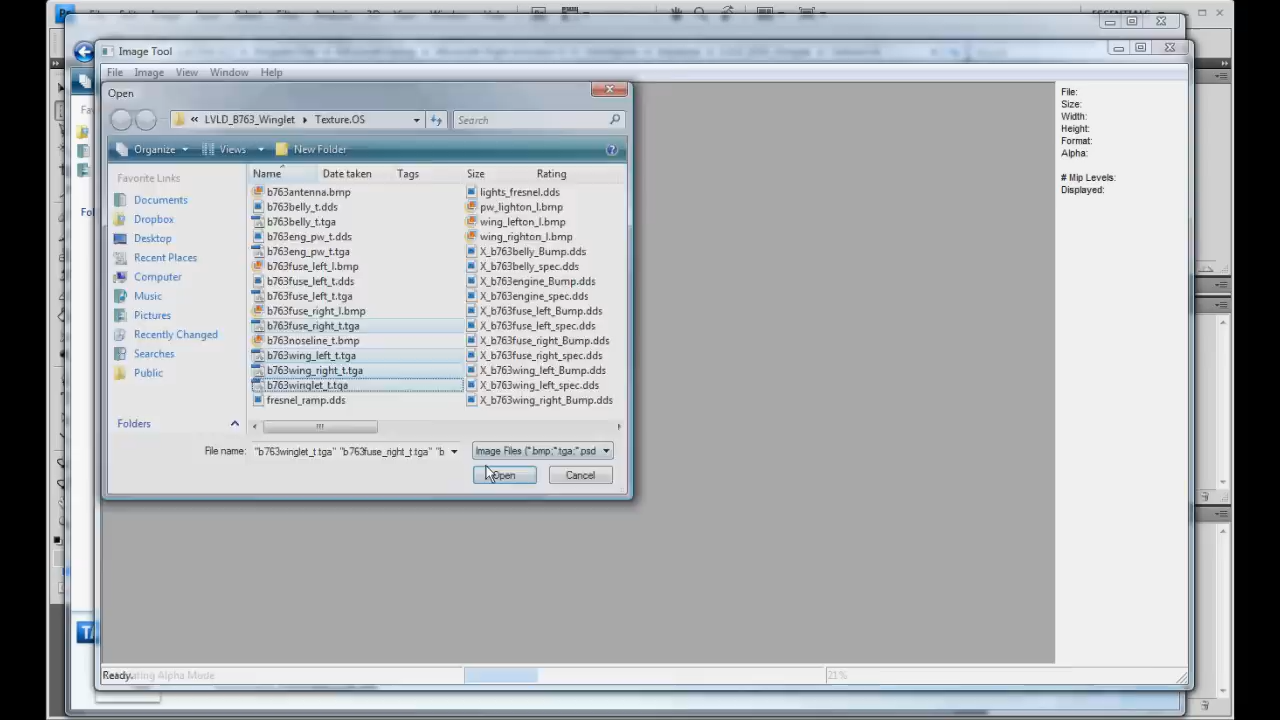 ESSENTIALS
Image Tool
File Image View Window Help
Open
« LVLD_B763_Winglet ▸ Texture.OS
Search
Organize Views New Folder
Favorite Links
Documents
Dropbox
Desktop
Recent Places
Computer
Music
Pictures
Recently Changed
Searches
Public
Folders
Name Date taken Tags Size Rating
b763antenna.bmp
b763belly_t.dds
b763belly_t.tga
b763eng_pw_t.dds
b763eng_pw_t.tga
b763fuse_left_l.bmp
b763fuse_left_t.dds
b763fuse_left_t.tga
b763fuse_right_l.bmp
b763fuse_right_t.tga
b763noseline_t.bmp
b763wing_left_t.tga
b763wing_right_t.tga
b763winglet_t.tga
fresnel_ramp.dds
lights_fresnel.dds
pw_lighton_l.bmp
wing_lefton_l.bmp
wing_righton_l.bmp
X_b763belly_Bump.dds
X_b763belly_spec.dds
X_b763engine_Bump.dds
X_b763engine_spec.dds
X_b763fuse_left_Bump.dds
X_b763fuse_left_spec.dds
X_b763fuse_right_Bump.dds
X_b763fuse_right_spec.dds
X_b763wing_left_Bump.dds
X_b763wing_left_spec.dds
X_b763wing_right_Bump.dds
File name: "b763winglet_t.tga" "b763fuse_right_t.tga" "b
Image Files (*.bmp;*.tga;*.psd
Open Cancel
File:
Size:
Width:
Height:
Format:
Alpha:
# Mip Levels:
Displayed:
Ready.
21%